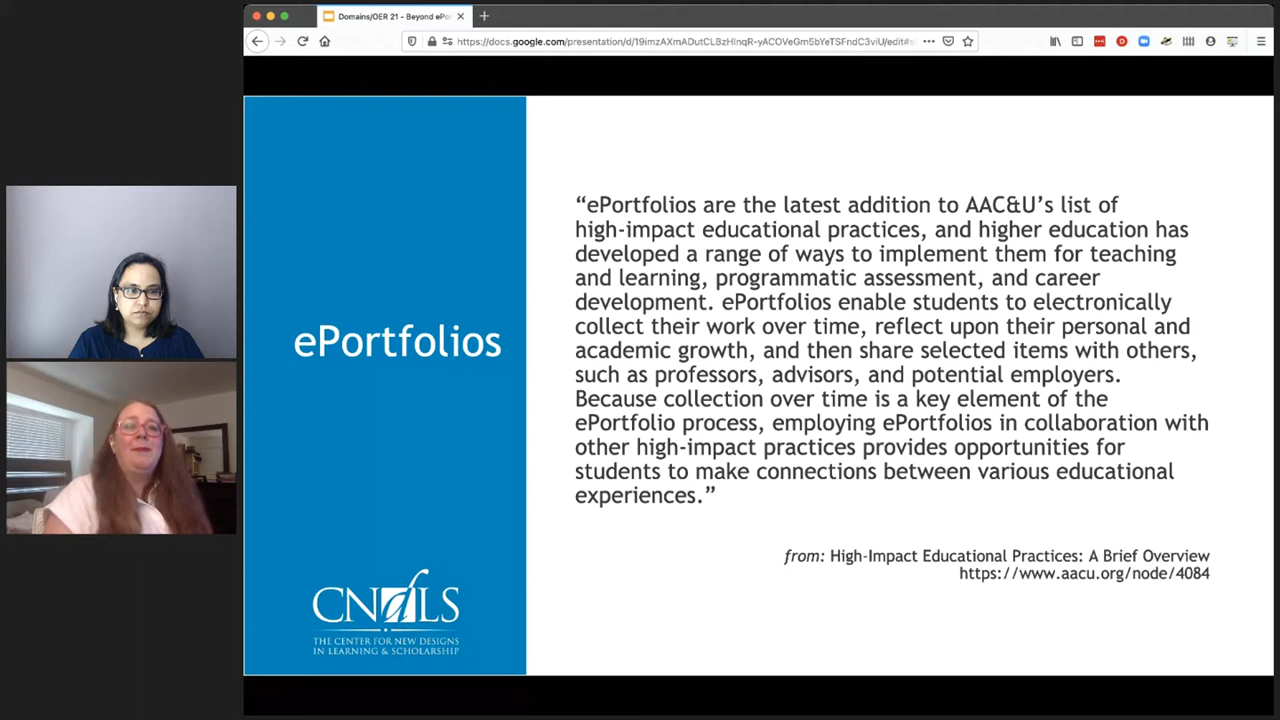 Domains/OER 21 - Beyond ePo
https://docs.google.com/presentation/d/19imzAXmADutCLBzHlnqR-yACOVeGm5bYeTSFndC3viU/edit#s
ePortfolios
CNdLS
THE CENTER FOR NEW DESIGNS
IN LEARNING & SCHOLARSHIP
“ePortfolios are the latest addition to AAC&U’s list of
high-impact educational practices, and higher education has
developed a range of ways to implement them for teaching
and learning, programmatic assessment, and career
development. ePortfolios enable students to electronically
collect their work over time, reflect upon their personal and
academic growth, and then share selected items with others,
such as professors, advisors, and potential employers.
Because collection over time is a key element of the
ePortfolio process, employing ePortfolios in collaboration with
other high-impact practices provides opportunities for
students to make connections between various educational
experiences.”
from: High-Impact Educational Practices: A Brief Overview
https://www.aacu.org/node/4084